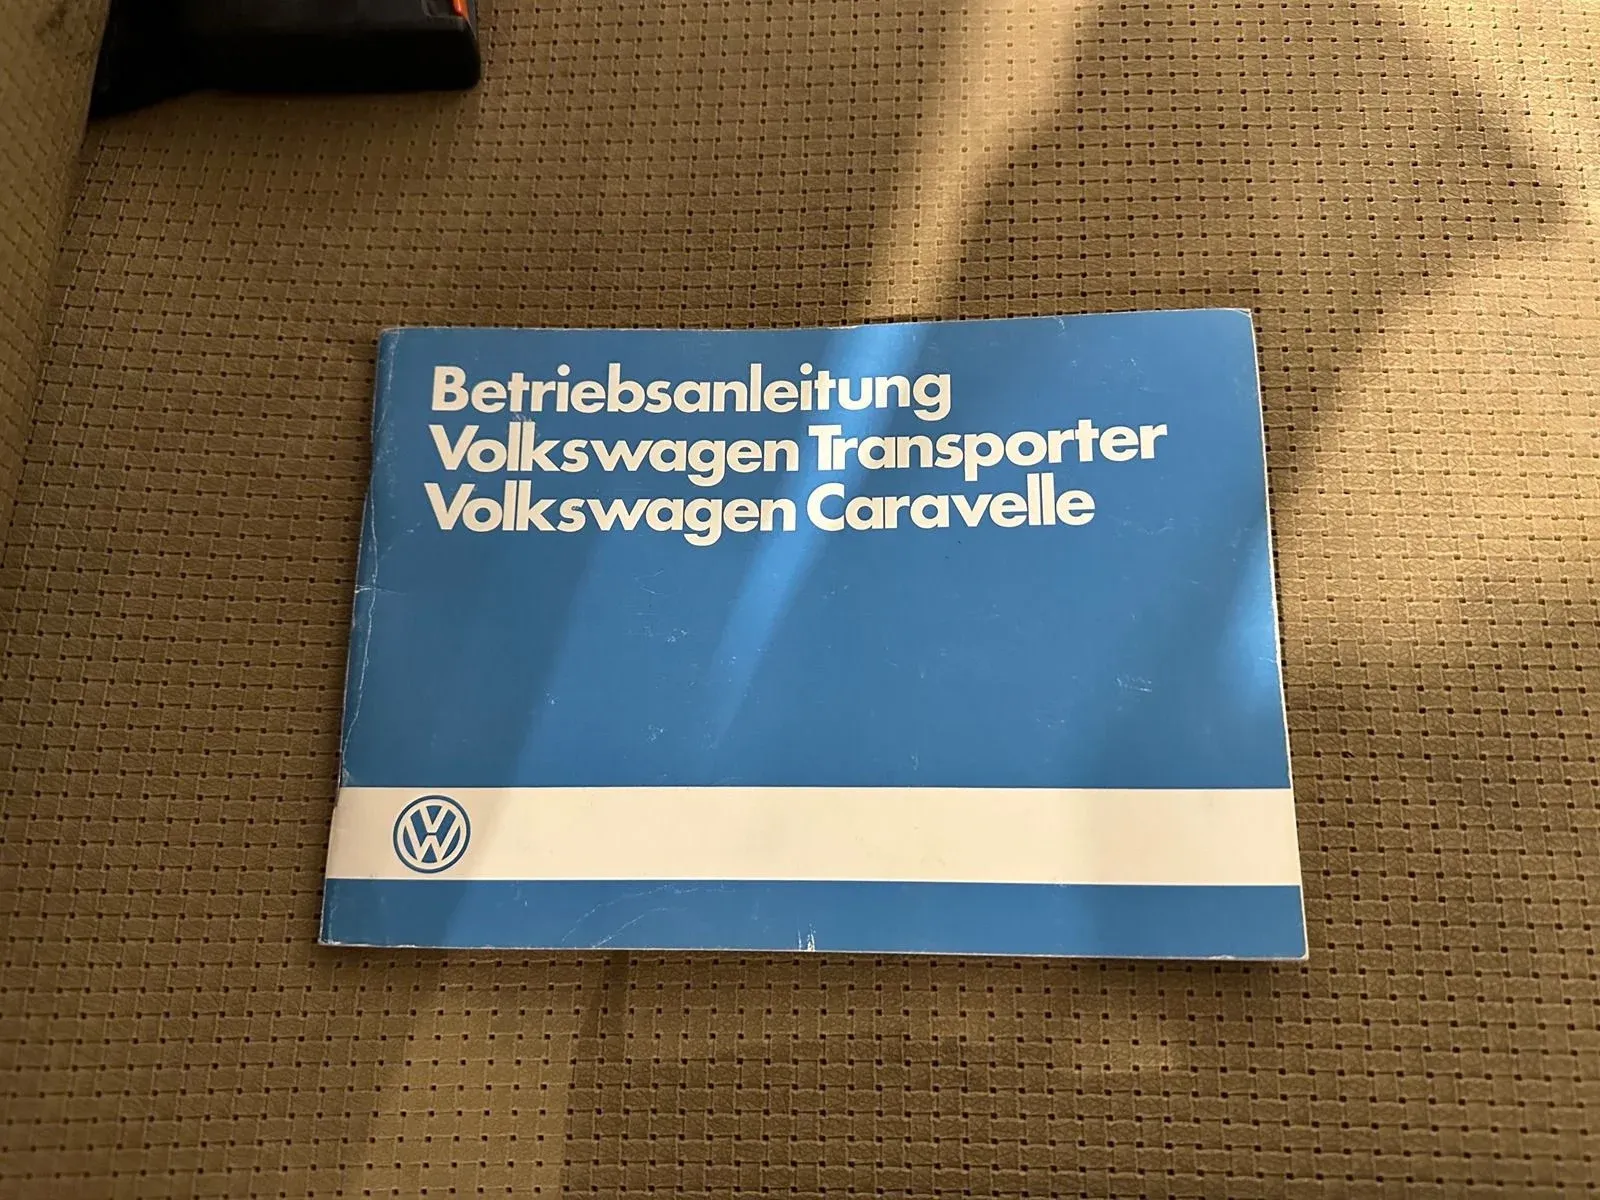 Betriebsanleitung
Volkswagen Transporter
Volkswagen Caravelle
VW